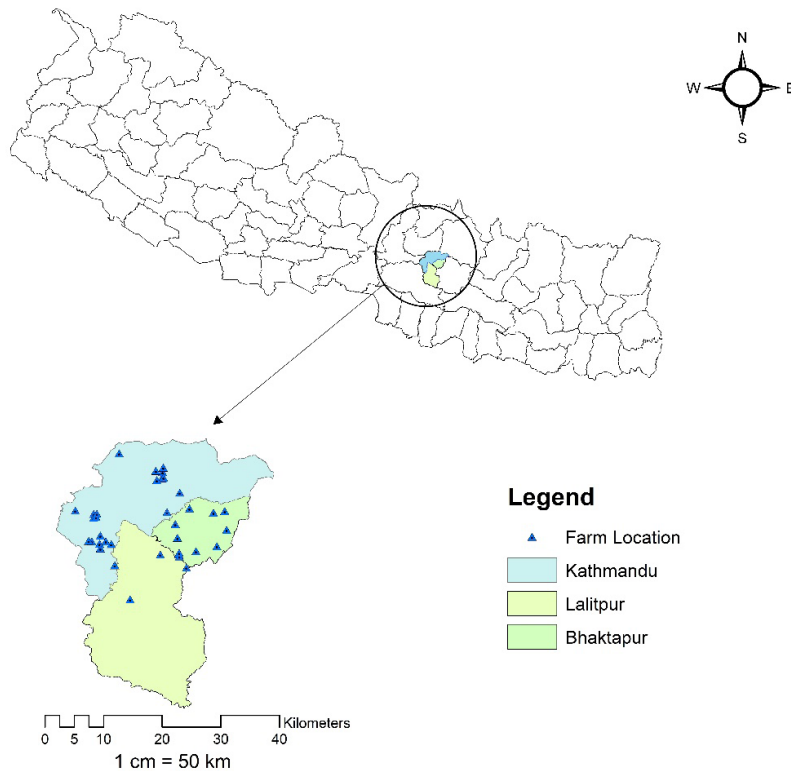 N
W E
S
Legend
Farm Location
Kathmandu
Lalitpur
Bhaktapur
Kilometers
0 5 10 20 30 40
1 cm = 50 km